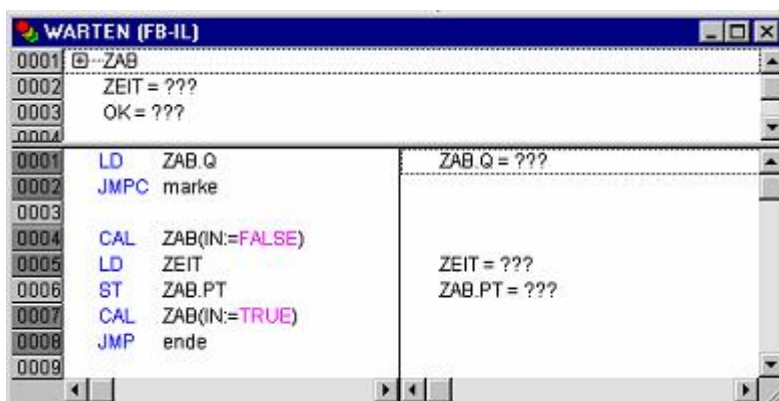 WARTEN (FB-IL)
0001 ZAB
0002 ZEIT = ???
0003 OK = ???
0004
0001 LD ZAB.Q ZAB.Q = ???
0002 JMPC marke
0003
0004 CAL ZAB(IN:=FALSE)
0005 LD ZEIT ZEIT = ???
0006 ST ZAB.PT ZAB.PT = ???
0007 CAL ZAB(IN:=TRUE)
0008 JMP ende
0009